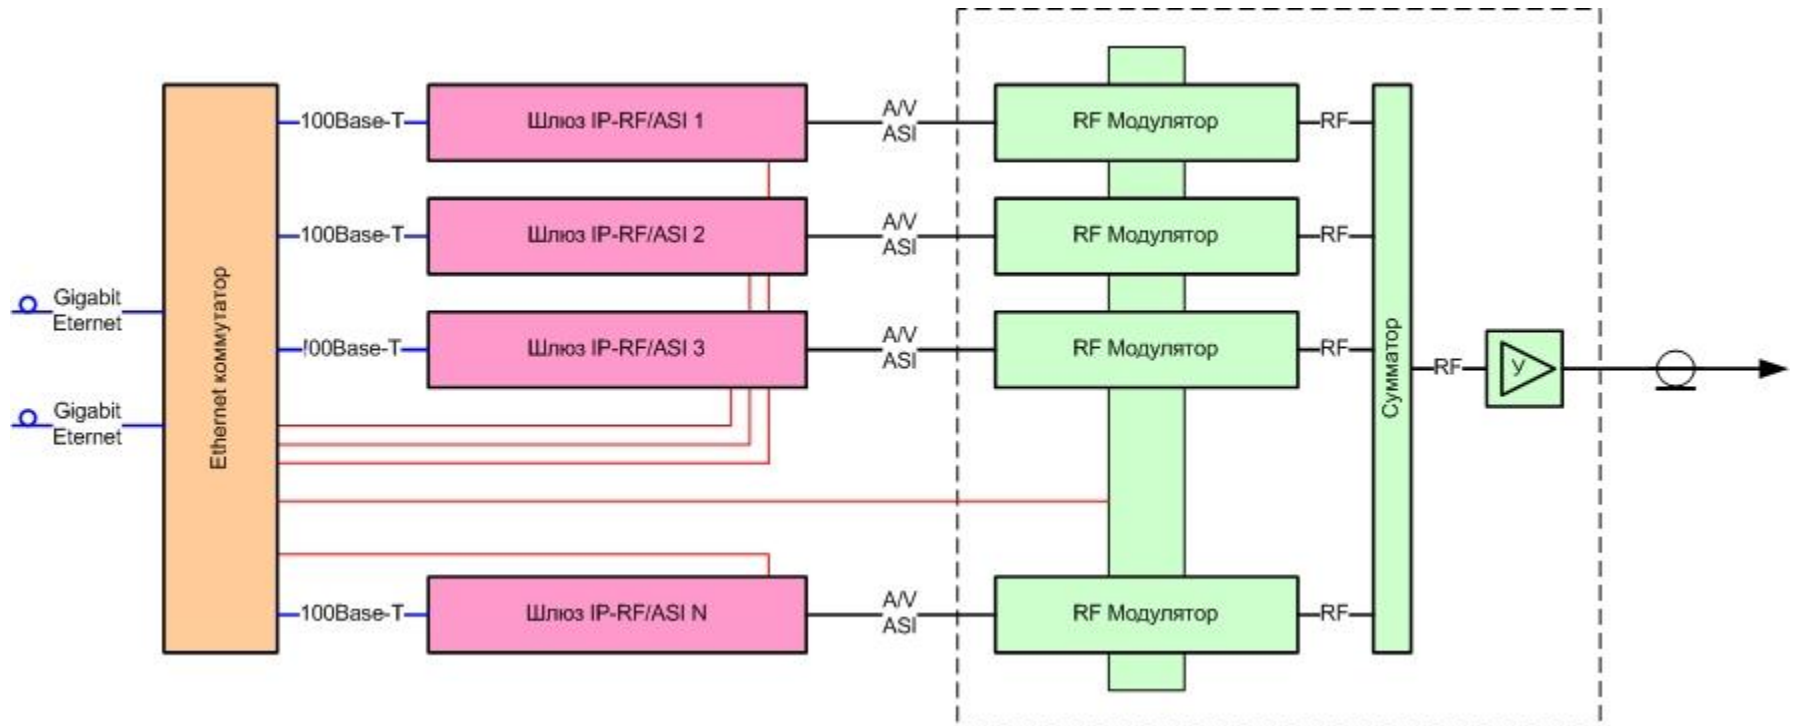 100Base-T
Шлюз IP-RF/ASI 1
A/V
ASI
RF Модулятор
RF
100Base-T
Шлюз IP-RF/ASI 2
A/V
ASI
RF Модулятор
RF
Gigabit
Eternet
Ethernet коммутатор
!00Base-T
Шлюз IP-RF/ASI 3
A/V
ASI
RF Модулятор
RF
Сумматор
RF
У
Gigabit
Eternet
100Base-T
Шлюз IP-RF/ASI N
A/V
ASI
RF Модулятор
RF